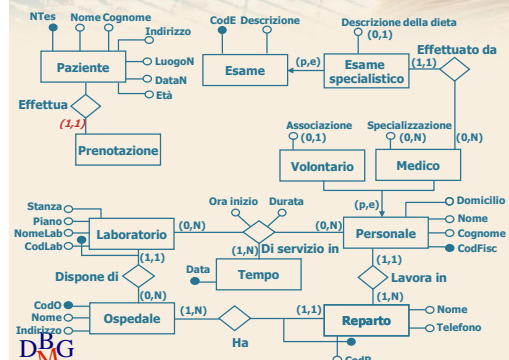 NTes
Nome
Cognome
Indirizzo
Paziente
LuogoN
DataN
Età
Effettua
(1,1)
Prenotazione
CodE
Descrizione
Esame
(p,e)
Descrizione della dieta
(0,1)
Esame
specialistico
(1,1)
Effettuato da
(0,N)
Associazione
(0,1)
Specializzazione
(0,N)
Volontario
Medico
(p,e)
Stanza
Piano
NomeLab
CodLab
Laboratorio
(0,N)
Ora inizio
Durata
(0,N)
Di servizio in
(1,N)
Data
Tempo
Personale
Domicilio
Nome
Cognome
CodFisc
(1,1)
Dispone di
(0,N)
(1,1)
Lavora in
(1,N)
CodO
Nome
Indirizzo
Ospedale
(1,N)
Ha
(1,1)
Reparto
Nome
Telefono
CodR
DBMG